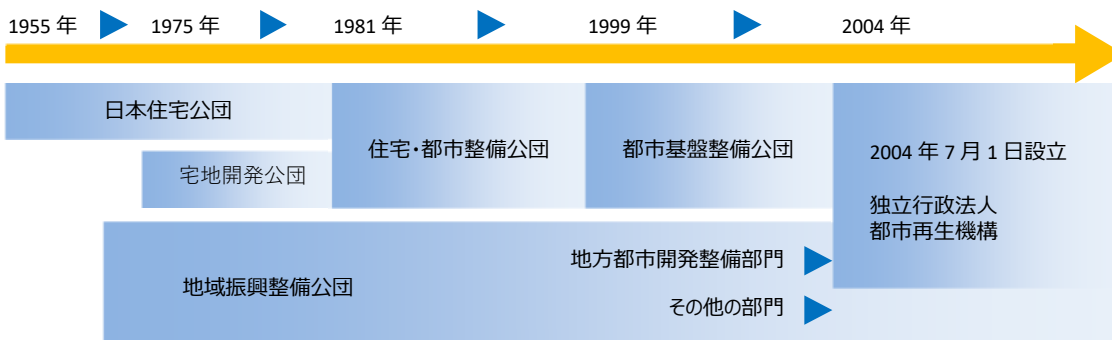 1955 年
1975 年
1981 年
1999 年
2004 年
日本住宅公団
宅地開発公団
住宅・都市整備公団
都市基盤整備公団
2004 年 7 月 1 日設立
独立行政法人
都市再生機構
地域振興整備公団
地方都市開発整備部門
その他の部門